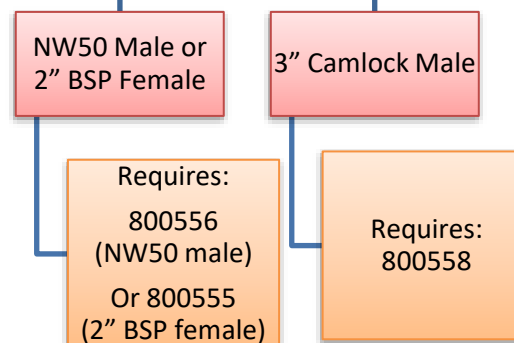 NW50 Male or
2” BSP Female
3” Camlock Male
Requires:
800556
(NW50 male)
Or 800555
(2” BSP female)
Requires:
800558